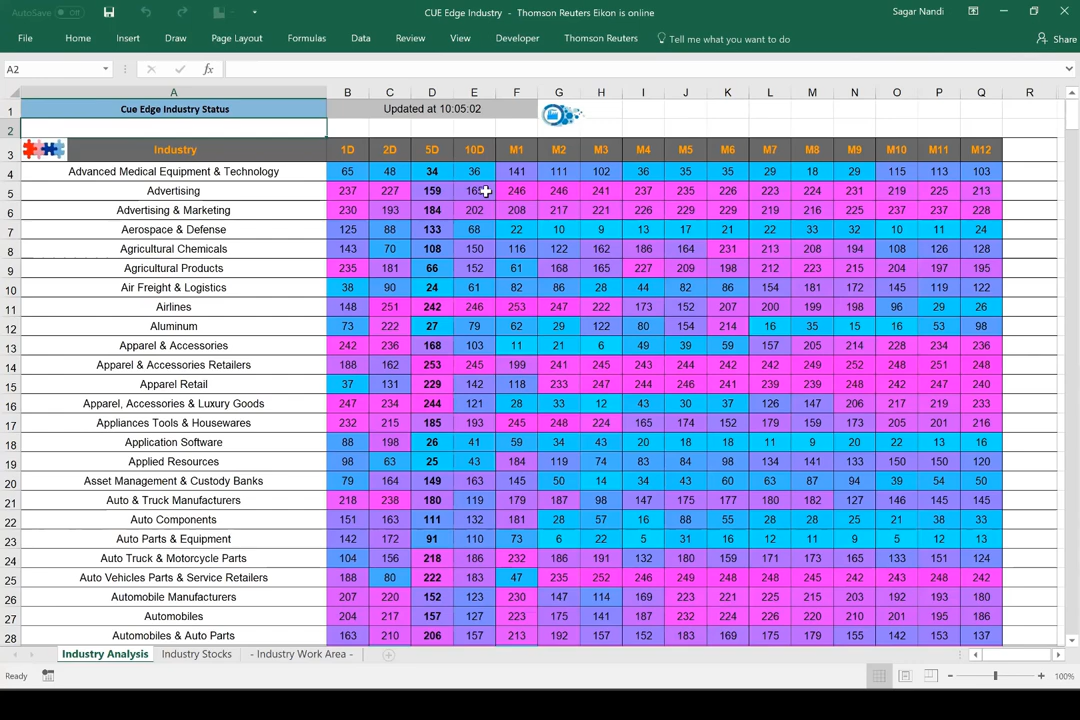 AutoSave Off
CUE Edge Industry - Thomson Reuters Eikon is online
Sagar Nandi
File Home Insert Draw Page Layout Formulas Data Review View Developer Thomson Reuters Tell me what you want to do Share
A2 fx
A B C D E F G H I J K L M N O P Q R
1 Cue Edge Industry Status Updated at 10:05:02
2
3 Industry 1D 2D 5D 10D M1 M2 M3 M4 M5 M6 M7 M8 M9 M10 M11 M12
4 Advanced Medical Equipment & Technology 65 48 34 36 141 111 102 36 35 35 29 18 29 115 113 103
5 Advertising 237 227 159 246 246 241 237 235 226 223 224 231 219 225 213
6 Advertising & Marketing 230 193 184 202 208 217 221 226 229 229 219 216 225 237 237 228
7 Aerospace & Defense 125 88 133 68 22 10 9 13 17 21 22 33 32 10 11 24
8 Agricultural Chemicals 143 70 108 150 116 122 162 186 164 231 213 208 194 108 126 128
9 Agricultural Products 235 181 66 152 61 168 165 227 209 198 212 223 215 204 197 195
10 Air Freight & Logistics 38 90 24 61 82 86 28 44 82 86 154 181 172 145 119 122
11 Airlines 148 251 242 246 253 247 222 173 152 207 200 199 198 96 29 26
12 Aluminum 73 222 27 79 62 29 122 80 154 214 16 35 15 16 53 98
13 Apparel & Accessories 242 236 168 103 11 21 6 49 39 59 157 205 214 228 234 236
14 Apparel & Accessories Retailers 188 162 253 245 199 241 245 243 244 242 242 239 242 248 251 248
15 Apparel Retail 37 131 229 142 118 233 247 244 246 241 239 239 248 242 247 240
16 Apparel, Accessories & Luxury Goods 247 234 244 121 28 33 12 43 30 37 126 147 206 217 219 233
17 Appliances Tools & Housewares 232 215 185 193 245 248 224 165 174 152 179 159 173 205 201 216
18 Application Software 88 198 26 41 59 34 43 20 18 18 11 9 20 22 13 16
19 Applied Resources 98 63 25 43 184 119 74 83 84 98 134 141 133 150 150 120
20 Asset Management & Custody Banks 79 164 149 163 145 50 14 34 43 60 63 87 94 39 54 50
21 Auto & Truck Manufacturers 218 238 180 119 179 187 98 147 175 177 180 182 127 146 145 145
22 Auto Components 151 163 111 132 181 28 57 16 88 55 28 28 25 21 38 33
23 Auto Parts & Equipment 142 172 91 110 73 6 22 5 31 16 12 11 9 5 12 13
24 Auto Truck & Motorcycle Parts 104 156 218 186 232 186 191 132 180 159 171 173 165 133 151 124
25 Auto Vehicles Parts & Service Retailers 188 80 222 183 47 235 252 246 249 248 248 245 242 243 248 242
26 Automobile Manufacturers 207 220 152 123 230 147 114 169 223 221 225 215 203 192 193 180
27 Automobiles 204 217 157 127 223 175 141 187 232 224 226 220 210 201 195 186
28 Automobiles & Auto Parts 163 210 206 157 213 192 157 152 183 169 175 179 155 142 153 137
Industry Analysis Industry Stocks - Industry Work Area -
Ready 100%